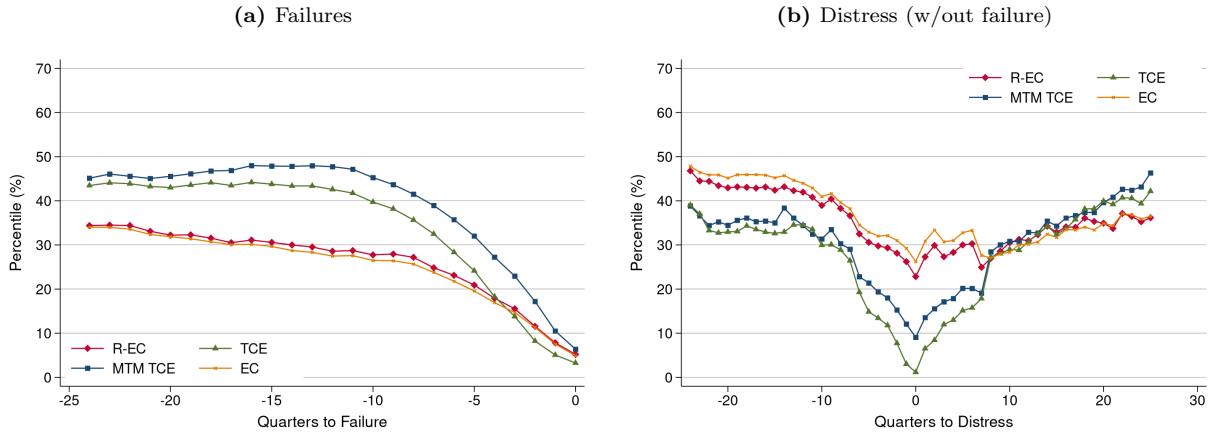 (a) Failures
Percentile (%)
70
60
50
40
30
20
10
0
R-EC
TCE
MTM TCE
EC
-25
-20
-15
-10
-5
0
Quarters to Failure
(b) Distress (w/out failure)
Percentile (%)
70
60
50
40
30
20
10
0
R-EC
TCE
MTM TCE
EC
-20
-10
0
10
20
30
Quarters to Distress